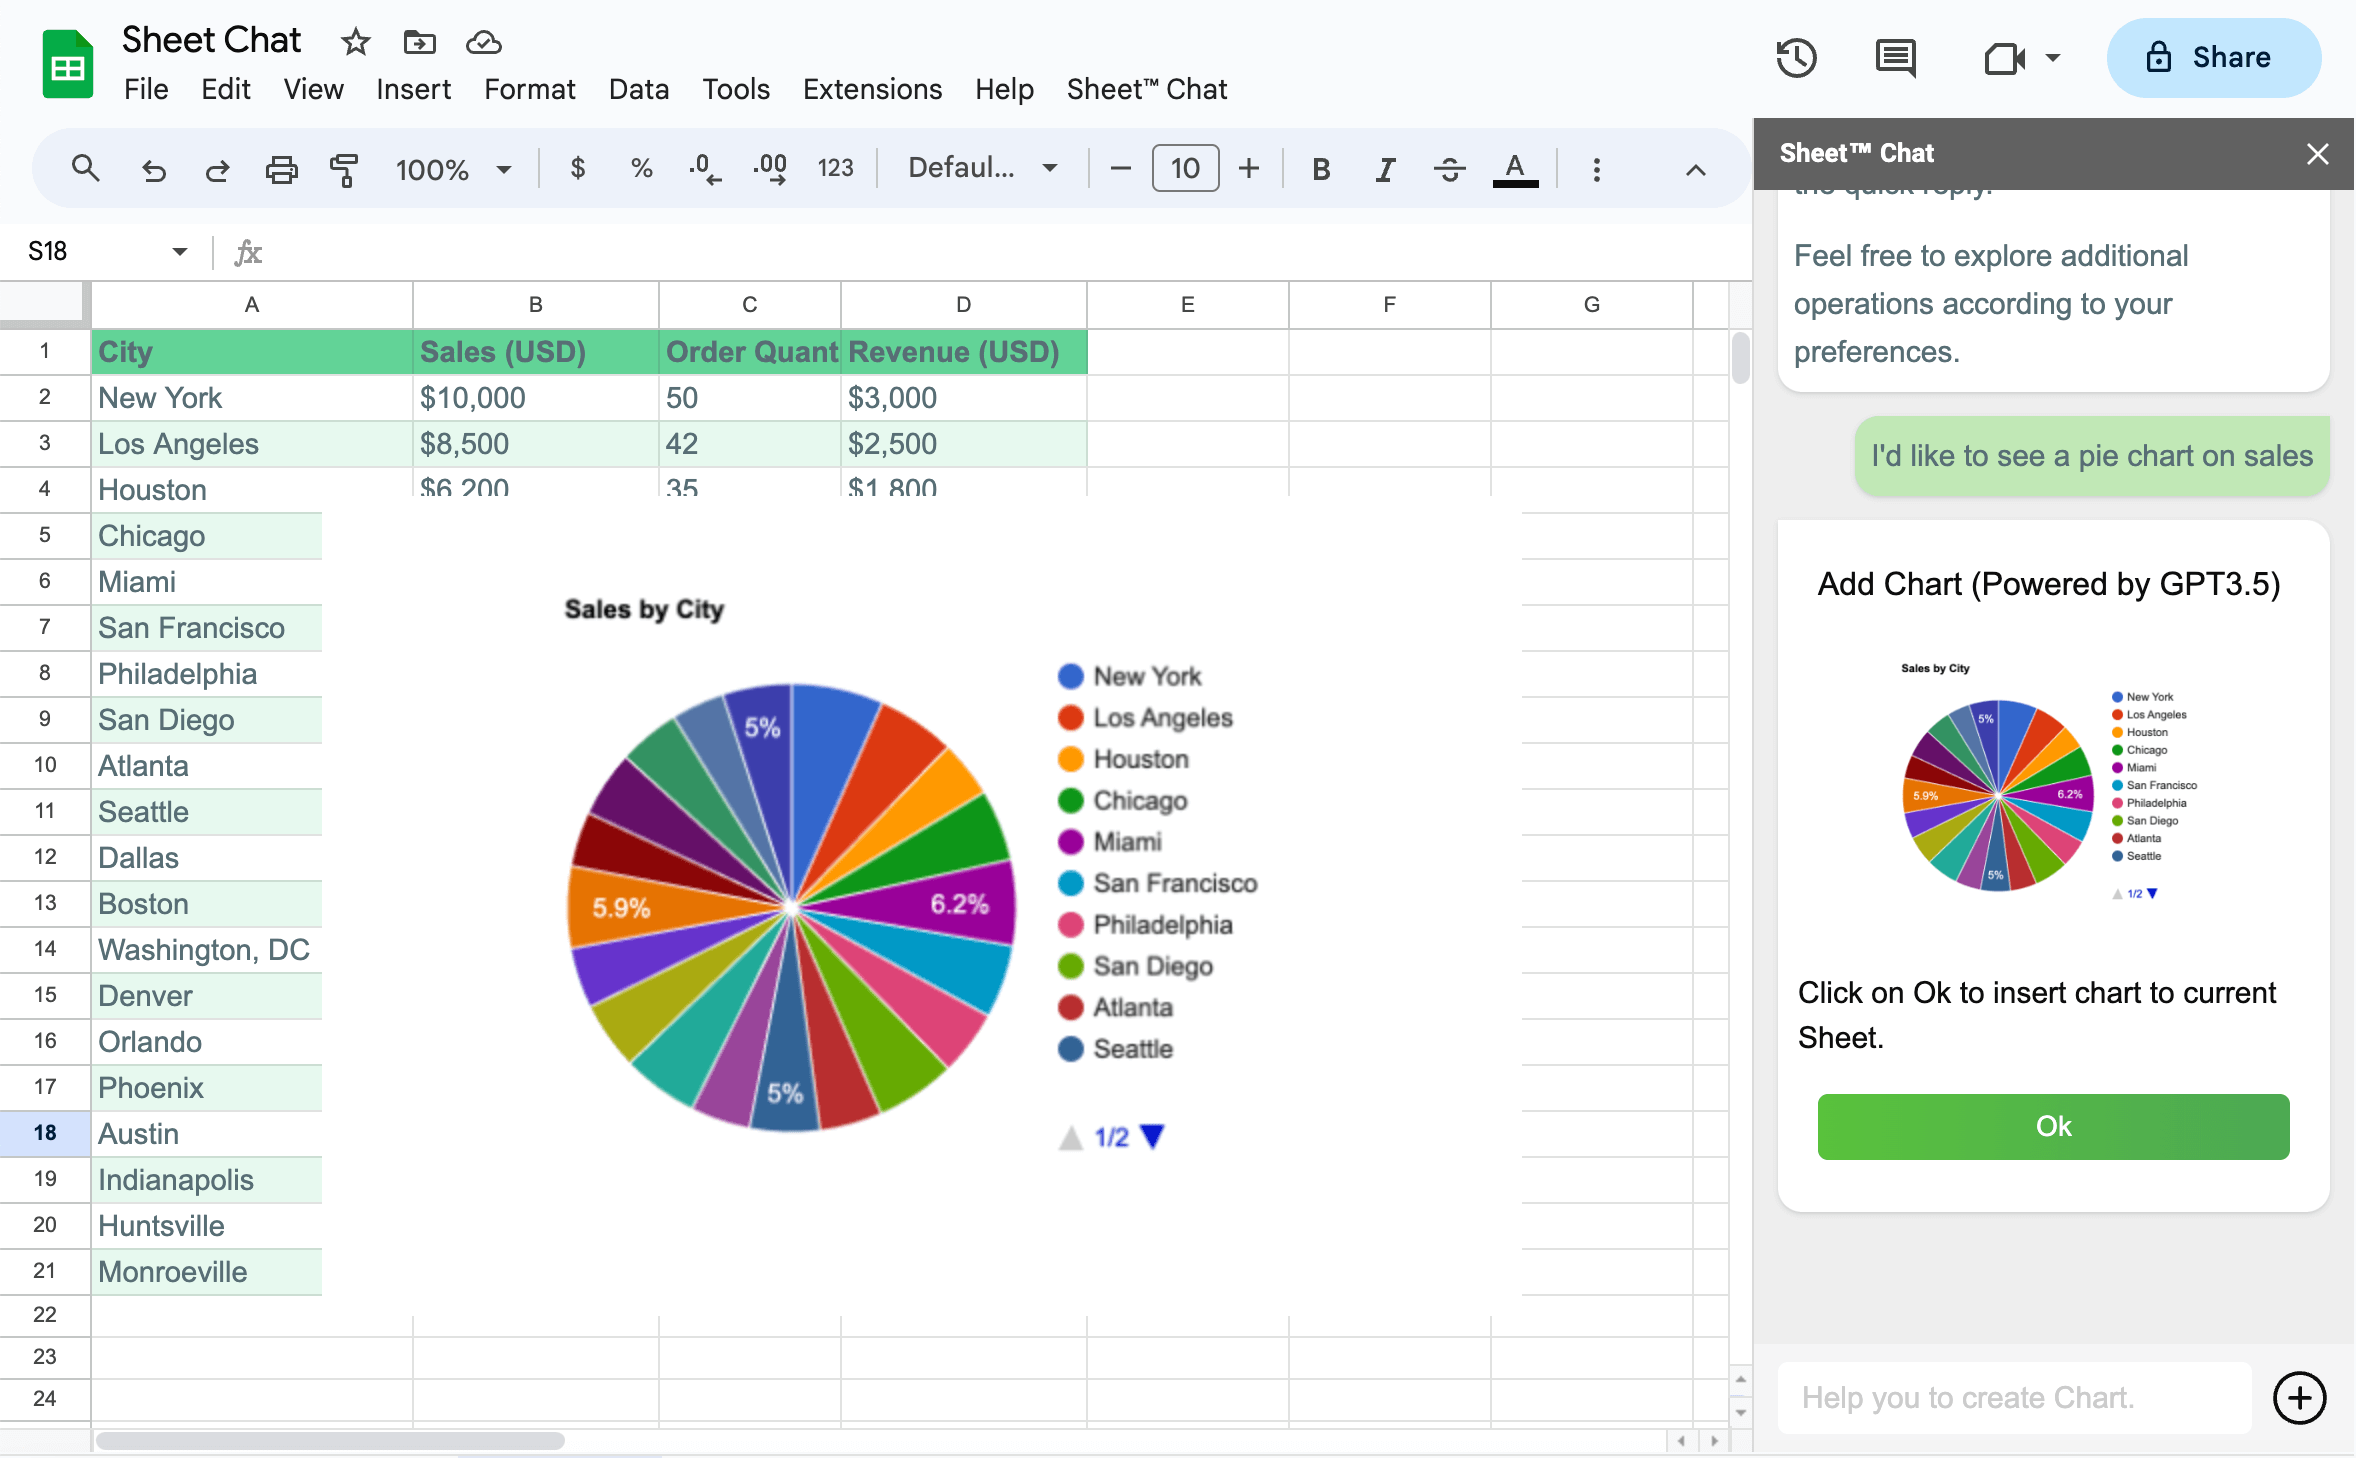 Sheet Chat
File Edit View Insert Format Data Tools Extensions Help Sheet™ Chat
Share
100% $ % .0 .00 123 Defaul... 10 B I S A
S18 fx
A B C D E F G
1 City Sales (USD) Order Quant Revenue (USD)
2 New York $10,000 50 $3,000
3 Los Angeles $8,500 42 $2,500
4 Houston $6,200 35 $1,800
5 Chicago
6 Miami
7 San Francisco
8 Philadelphia
9 San Diego
10 Atlanta
11 Seattle
12 Dallas
13 Boston
14 Washington, DC
15 Denver
16 Orlando
17 Phoenix
18 Austin
19 Indianapolis
20 Huntsville
21 Monroeville
22
23
24
Sales by City
5%
5.9%
6.2%
5%
New York
Los Angeles
Houston
Chicago
Miami
San Francisco
Philadelphia
San Diego
Atlanta
Seattle
1/2
Sheet™ Chat
the quick reply.
Feel free to explore additional
operations according to your
preferences.
I'd like to see a pie chart on sales
Add Chart (Powered by GPT3.5)
Sales by City
5%
5.9%
6.2%
5%
New York
Los Angeles
Houston
Chicago
Miami
San Francisco
Philadelphia
San Diego
Atlanta
Seattle
1/2
Click on Ok to insert chart to current
Sheet.
Ok
Help you to create Chart.